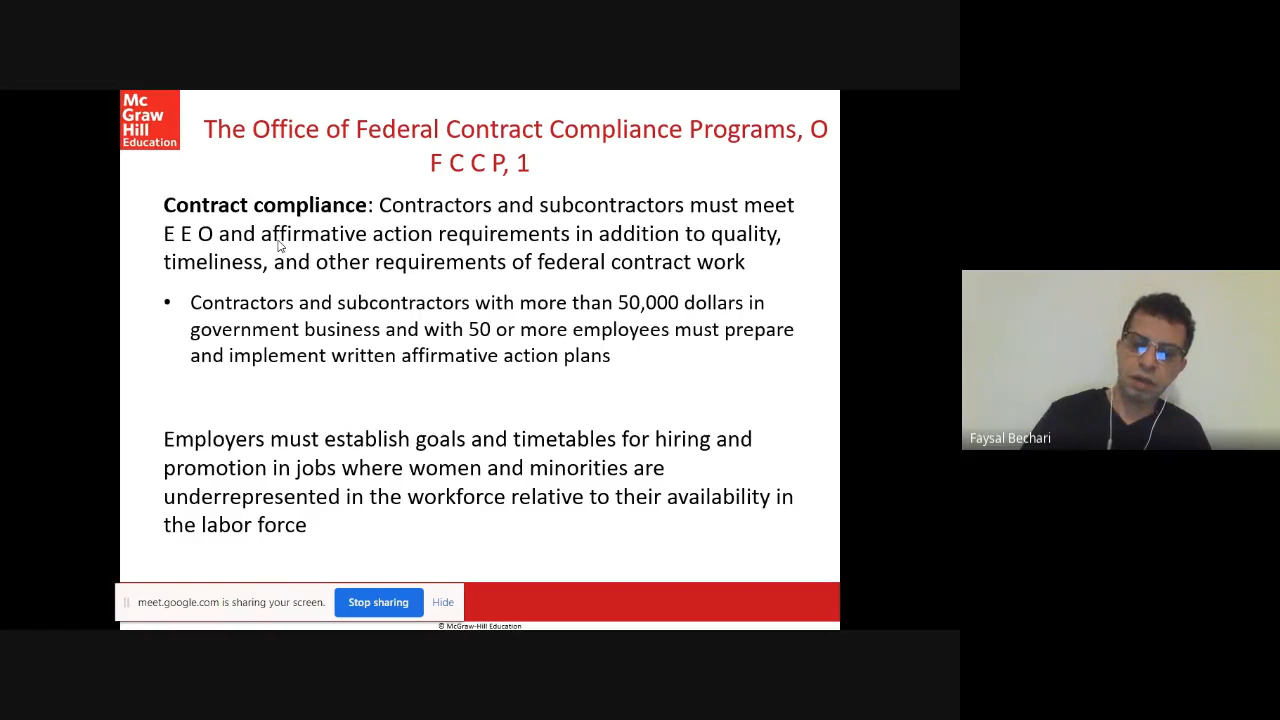 Mc
Graw
Hill
Education
The Office of Federal Contract Compliance Programs, O
F C C P, 1
Contract compliance: Contractors and subcontractors must meet
E E O and affirmative action requirements in addition to quality,
timeliness, and other requirements of federal contract work
• Contractors and subcontractors with more than 50,000 dollars in
government business and with 50 or more employees must prepare
and implement written affirmative action plans
Employers must establish goals and timetables for hiring and
promotion in jobs where women and minorities are
underrepresented in the workforce relative to their availability in
the labor force
meet.google.com is sharing your screen. Stop sharing Hide
© McGraw-Hill Education
Faysal Bechari